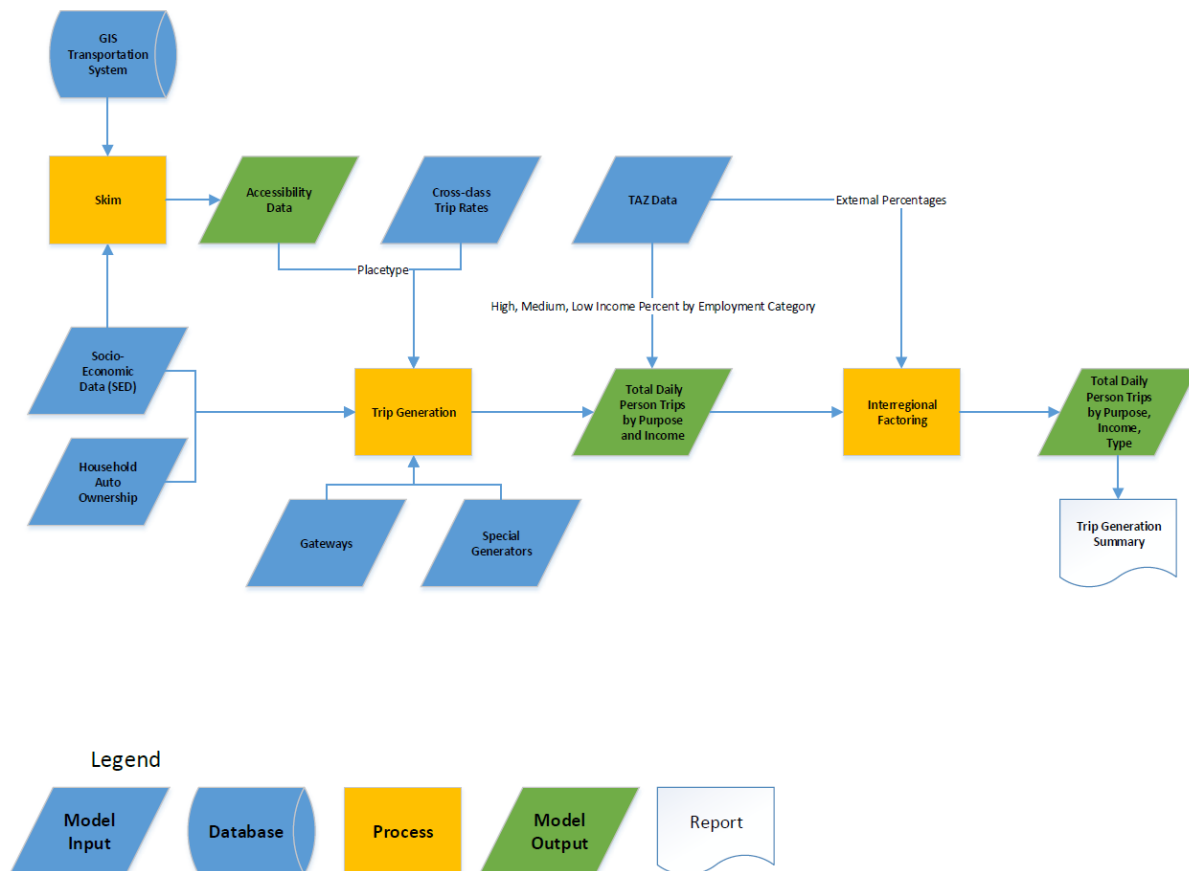 GIS
Transportation
System
Skim
Accessibility
Data
Cross-class
Trip Rates
TAZ Data
External Percentages
Placetype
High, Medium, Low Income Percent by Employment Category
Socio-
Economic
Data (SED)
Trip Generation
Total Daily
Person Trips
by Purpose
and Income
Interregional
Factoring
Total Daily
Person Trips
by Purpose,
Income,
Type
Household
Auto
Ownership
Gateways
Special
Generators
Trip Generation
Summary
Legend
Model
Input
Database
Process
Model
Output
Report